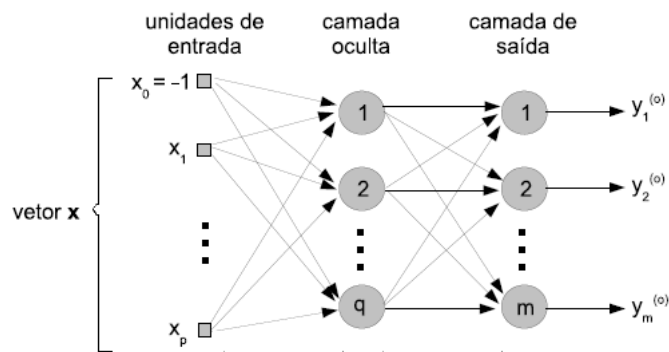 unidades de entrada
camada oculta
camada de saída
x₀ = –1
1
1
y₁⁽ᵒ⁾
x₁
2
2
y₂⁽ᵒ⁾
vetor x
q
m
yₘ⁽ᵒ⁾
xₚ